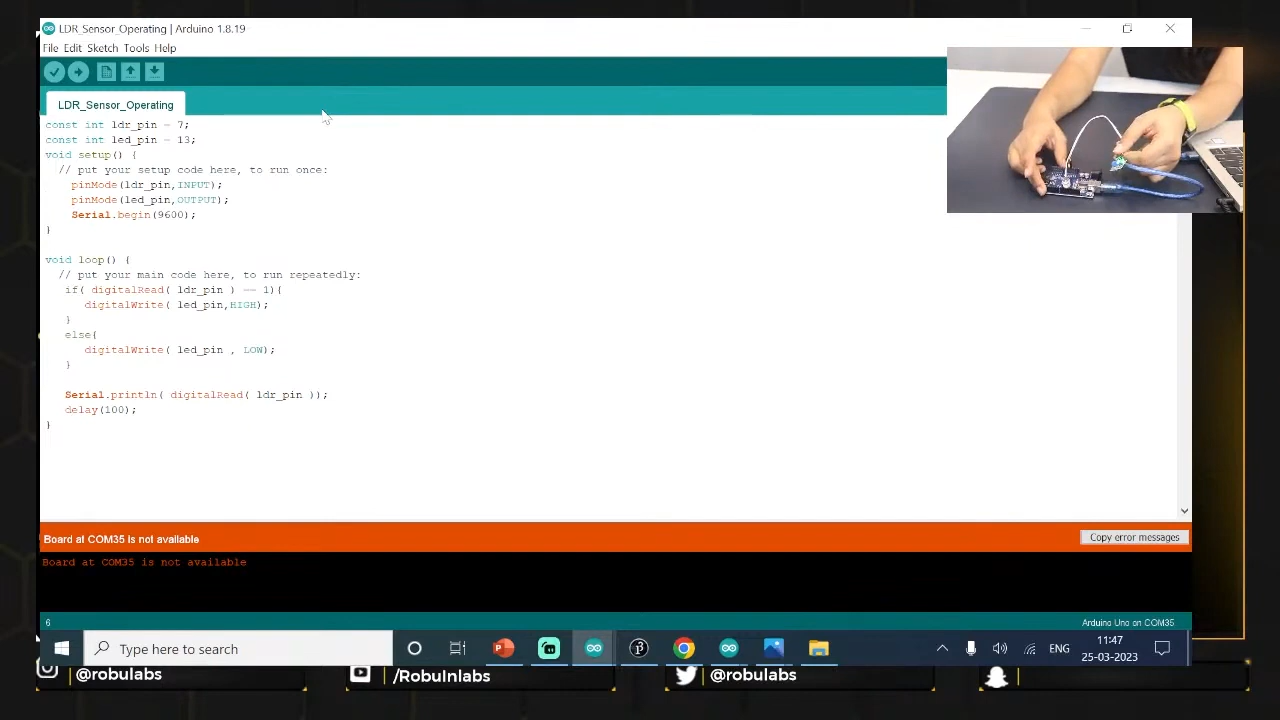 LDR_Sensor_Operating | Arduino 1.8.19
File Edit Sketch Tools Help
LDR_Sensor_Operating
const int ldr_pin = 7;
const int led_pin = 13;
void setup() {
// put your setup code here, to run once:
pinMode(ldr_pin,INPUT);
pinMode(led_pin,OUTPUT);
Serial.begin(9600);
}
void loop() {
// put your main code here, to run repeatedly:
if( digitalRead( ldr_pin ) == 1){
digitalWrite( led_pin,HIGH);
}
else{
digitalWrite( led_pin , LOW);
}
Serial.println( digitalRead( ldr_pin ));
delay(100);
}
Board at COM35 is not available
Copy error messages
Board at COM35 is not available
6
Arduino Uno on COM35
Type here to search
ENG
11:47
25-03-2023
@robulabs
/RobuInlabs
@robulabs